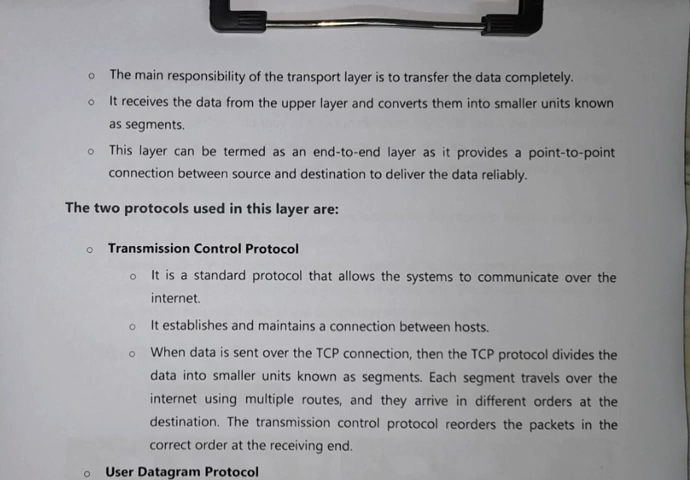 o The main responsibility of the transport layer is to transfer the data completely.
o It receives the data from the upper layer and converts them into smaller units known
as segments.
o This layer can be termed as an end-to-end layer as it provides a point-to-point
connection between source and destination to deliver the data reliably.
The two protocols used in this layer are:
o Transmission Control Protocol
o It is a standard protocol that allows the systems to communicate over the
internet.
o It establishes and maintains a connection between hosts.
o When data is sent over the TCP connection, then the TCP protocol divides the
data into smaller units known as segments. Each segment travels over the
internet using multiple routes, and they arrive in different orders at the
destination. The transmission control protocol reorders the packets in the
correct order at the receiving end.
o User Datagram Protocol